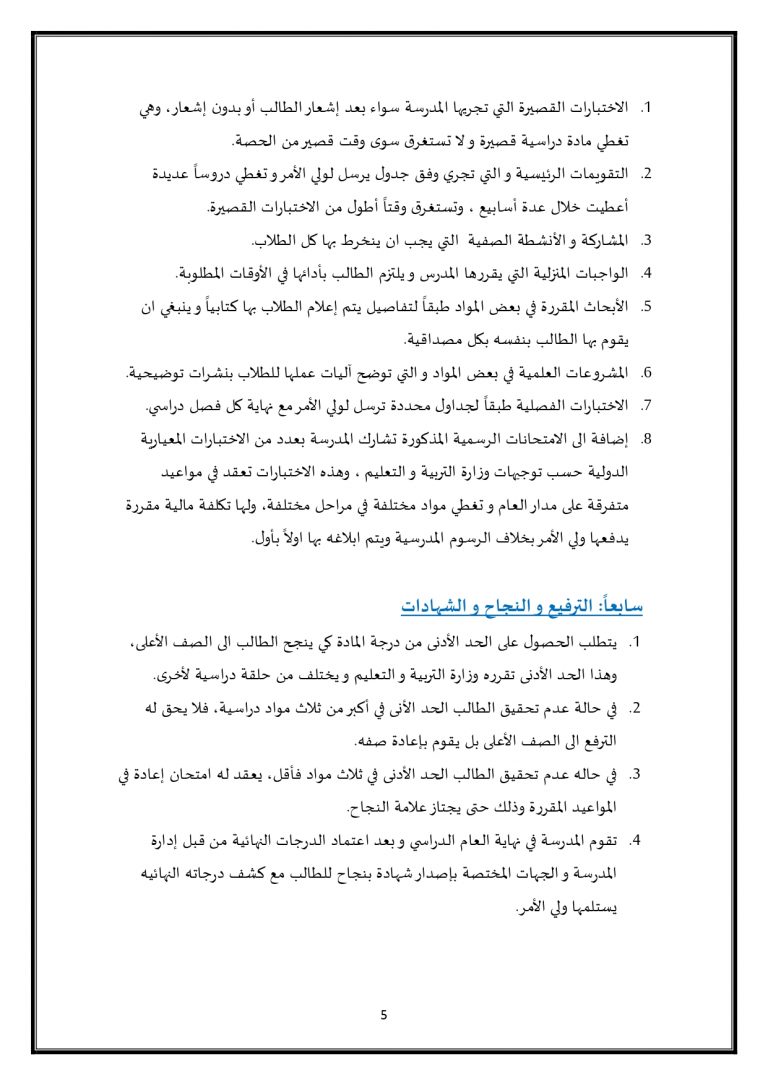 1. الاختبارات القصيرة التي تجريها المدرسة سواء بعد إشعار الطالب أو بدون إشعار، وهي
تغطي مادة دراسية قصيرة و لا تستغرق سوى وقت قصير من الحصة.
2. التقويمات الرئيسية و التي تجري وفق جدول يرسل لولي الأمر و تغطي دروساً عديدة
أعطيت خلال عدة أسابيع ، وتستغرق وقتاً أطول من الاختبارات القصيرة.
3. المشاركة و الأنشطة الصفية التي يجب ان ينخرط بها كل الطلاب.
4. الواجبات المنزلية التي يقررها المدرس و يلتزم الطالب بأدائها في الأوقات المطلوبة.
5. الأبحاث المقررة في بعض المواد طبقاً لتفاصيل يتم إعلام الطلاب بها كتابياً و ينبغي ان
يقوم بها الطالب بنفسه بكل مصداقية.
6. المشروعات العلمية في بعض المواد و التي توضح آليات عملها للطلاب بنشرات توضيحية.
7. الاختبارات الفصلية طبقاً لجداول محددة ترسل لولي الأمر مع نهاية كل فصل دراسي.
8. إضافة الى الامتحانات الرسمية المذكورة تشارك المدرسة بعدد من الاختبارات المعيارية
الدولية حسب توجيهات وزارة التربية و التعليم ، وهذه الاختبارات تعقد في مواعيد
متفرقة على مدار العام و تغطي مواد مختلفة في مراحل مختلفة، ولها تكلفة مالية مقررة
يدفعها ولي الأمر بخلاف الرسوم المدرسية ويتم ابلاغه بها اولاً بأول.
سابعاً: الترفيع و النجاح و الشهادات
1. يتطلب الحصول على الحد الأدنى من درجة المادة كي ينجح الطالب الى الصف الأعلى،
وهذا الحد الأدنى تقرره وزارة التربية و التعليم و يختلف من حلقة دراسية لأخرى.
2. في حالة عدم تحقيق الطالب الحد الأنى في أكبر من ثلاث مواد دراسية، فلا يحق له
الترفع الى الصف الأعلى بل يقوم بإعادة صفه.
3. في حاله عدم تحقيق الطالب الحد الأدنى في ثلاث مواد فأقل، يعقد له امتحان إعادة في
المواعيد المقررة وذلك حتى يجتاز علامة النجاح.
4. تقوم المدرسة في نهاية العام الدراسي و بعد اعتماد الدرجات النهائية من قبل إدارة
المدرسة و الجهات المختصة بإصدار شهادة بنجاح للطالب مع كشف درجاته النهائيه
يستلمها ولي الأمر.
5